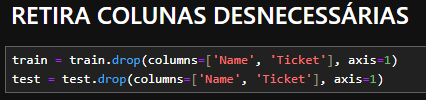 RETIRA COLUNAS DESNECESSÁRIAS
train = train.drop(columns=['Name', 'Ticket'], axis=1)
test = test.drop(columns=['Name', 'Ticket'], axis=1)